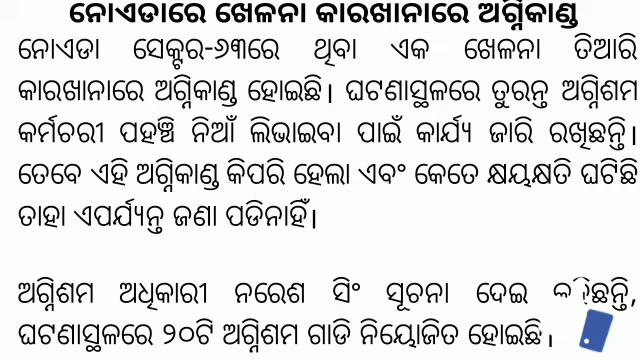 ନୋଏଡାରେ ଖେଳନା କାରଖାନାରେ ଅଗ୍ନିକାଣ୍ଡ
ନୋଏଡା ସେକ୍ଟର-୬୩ରେ ଥିବା ଏକ ଖେଳନା ତିଆରି
କାରଖାନାରେ ଅଗ୍ନିକାଣ୍ଡ ହୋଇଛି। ଘଟଣାସ୍ଥଳରେ ତୁରନ୍ତ ଅଗ୍ନିଶମ
କର୍ମଚାରୀ ପହଞ୍ଚି ନିଆଁ ଲିଭାଇବା ପାଇଁ କାର୍ଯ୍ୟ ଜାରି ରଖିଛନ୍ତି।
ତେବେ ଏହି ଅଗ୍ନିକାଣ୍ଡ କିପରି ହେଲା ଏବଂ କେତେ କ୍ଷୟକ୍ଷତି ଘଟିଛି
ତାହା ଏପର୍ଯ୍ୟନ୍ତ ଜଣା ପଡିନାହିଁ।
ଅଗ୍ନିଶମ ଅଧିକାରୀ ନରେଶ ସିଂ ସୂଚନା ଦେଇ
ଘଟଣାସ୍ଥଳରେ ୨୦ଟି ଅଗ୍ନିଶମ ଗାଡି ନିୟୋଜିତ ହୋଇଛି।